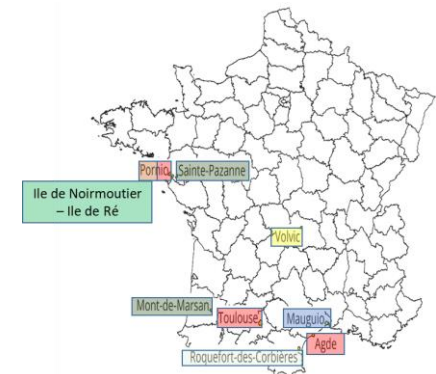 Pornic
Sainte-Pazanne
Ile de Noirmoutier
– Ile de Ré
Volvic
Mont-de-Marsan
Toulouse
Mauguio
Agde
Roquefort-des-Corbières